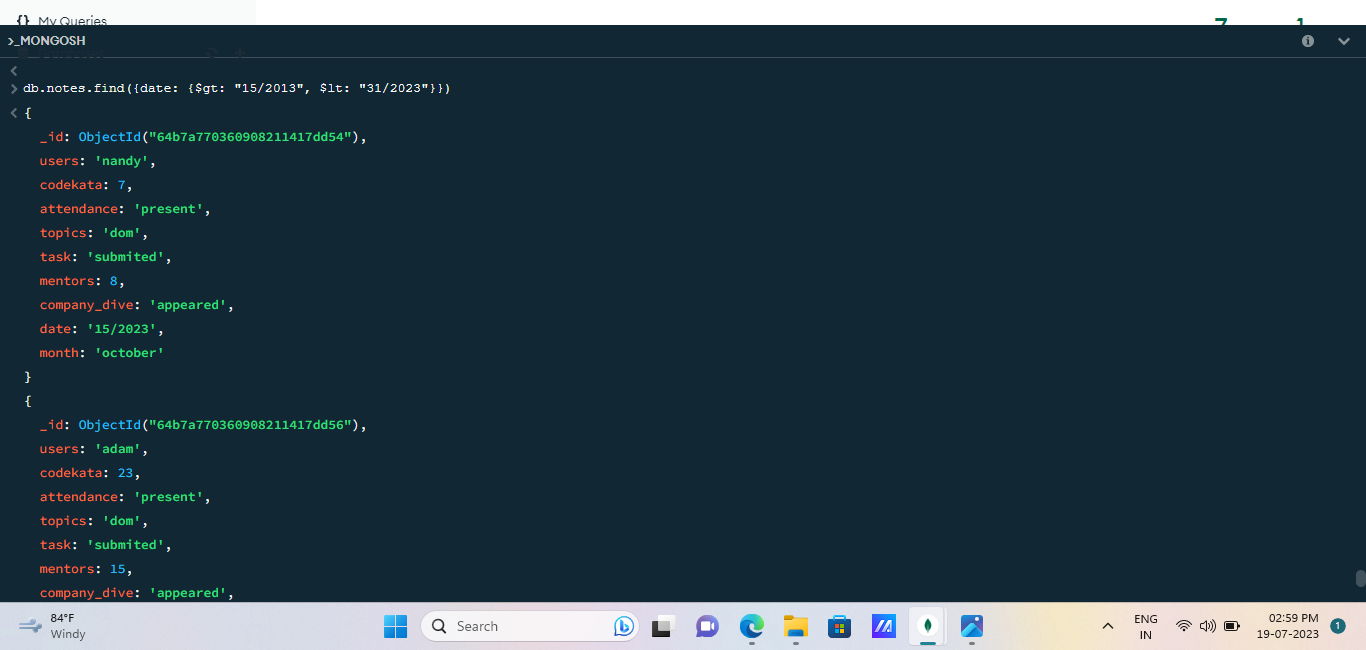 {} My Queries
7 1
>_MONGOSH
db.notes.find({date: {$gt: "15/2013", $lt: "31/2023"}})
{
_id: ObjectId("64b7a770360908211417dd54"),
users: 'nandy',
codekata: 7,
attendance: 'present',
topics: 'dom',
task: 'submited',
mentors: 8,
company_dive: 'appeared',
date: '15/2023',
month: 'october'
}
{
_id: ObjectId("64b7a770360908211417dd56"),
users: 'adam',
codekata: 23,
attendance: 'present',
topics: 'dom',
task: 'submited',
mentors: 15,
company_dive: 'appeared',
84°F
Windy
Search
ENG
IN
02:59 PM
19-07-2023
1